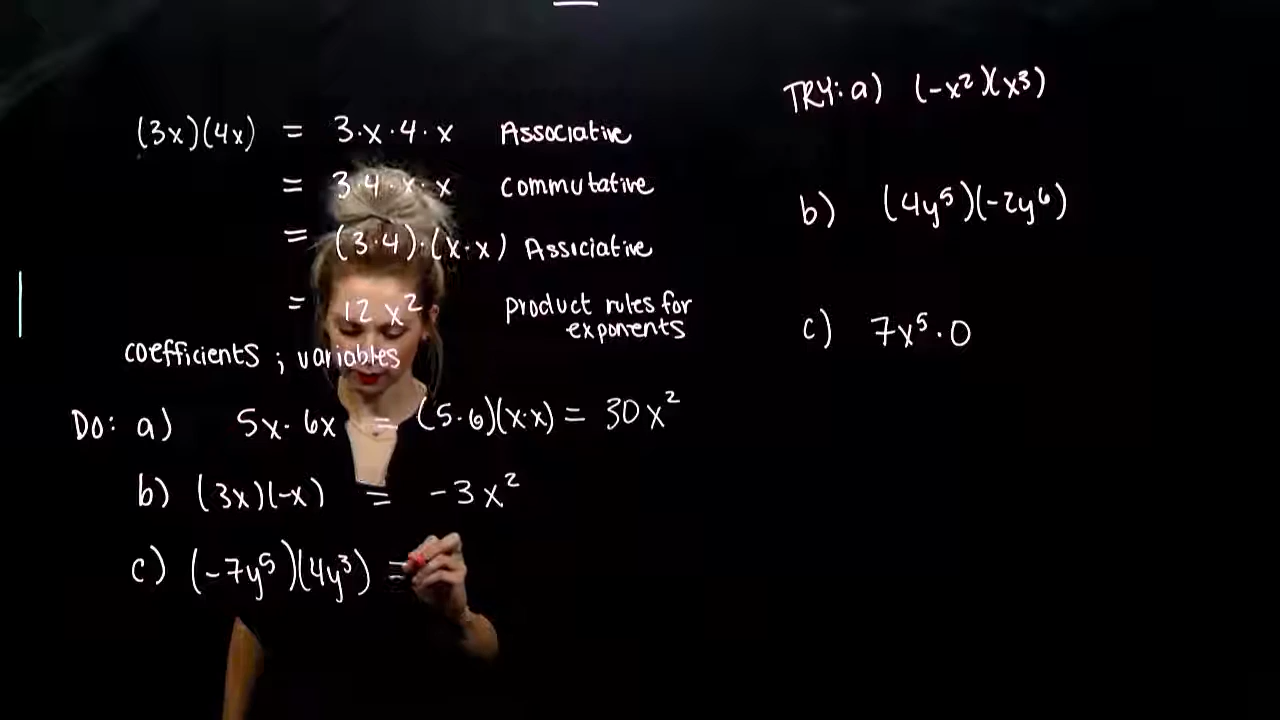 (3x)(4x) = 3·x·4·x Associative
= 3·4·x·x commutative
= (3·4)·(x·x) Assiciative
= 12x² product rules for exponents
coefficients ; variables
Do: a) 5x·6x = (5·6)(x·x) = 30x²
b) (3x)(-x) = -3x²
c) (-7y⁵)(4y³) =
TRY: a) (-x²)(x³)
b) (4y⁵)(-2y⁶)
c) 7x⁵·0